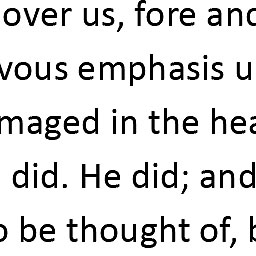 over us, fore and
vous emphasis u
maged in the hea
did. He did; and
be thought of, b